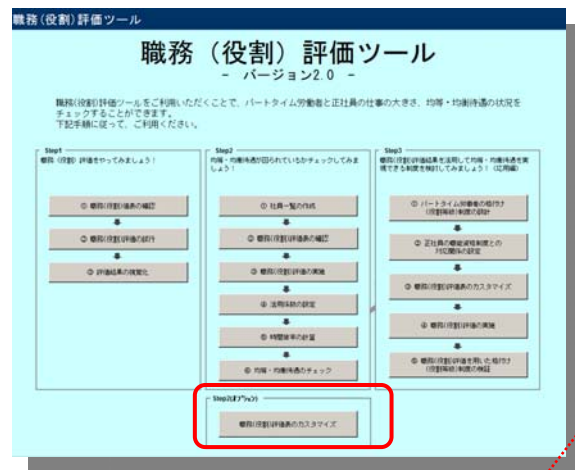 職務(役割)評価ツール
職務（役割）評価ツール
- バージョン2.0 -
職務(役割)評価ツールをご利用いただくことで、パートタイム労働者と正社員の仕事の大きさ、均等・均衡待遇の状況を
チェックすることができます。
下記手順に従って、ご利用ください。
Step1
職務（役割）評価をやってみましょう！
① 職務(役割)評価表の確認
② 職務(役割)評価の試行
③ 評価結果の視覚化
Step2
均等・均衡待遇が図られているかチェックしてみま
しょう！
① 社員一覧の作成
② 職務(役割)評価表の確認
③ 職務(役割)評価の実施
④ 活用係数の設定
⑤ 時間賃率の計算
⑥ 均等・均衡待遇のチェック
Step2(オプション)
職務(役割)評価表のカスタマイズ
Step3
職務(役割)評価結果を活用して均等・均衡待遇を実
現できる制度を検討してみましょう！（応用編）
① パートタイム労働者の格付け
(役割等級)制度の設計
② 正社員の職能資格制度との
対応関係の設定
③ 職務(役割)評価表のカスタマイズ
④ 職務(役割)評価の実施
⑤ 職務(役割)評価を用いた格付け
(役割等級)制度の検証